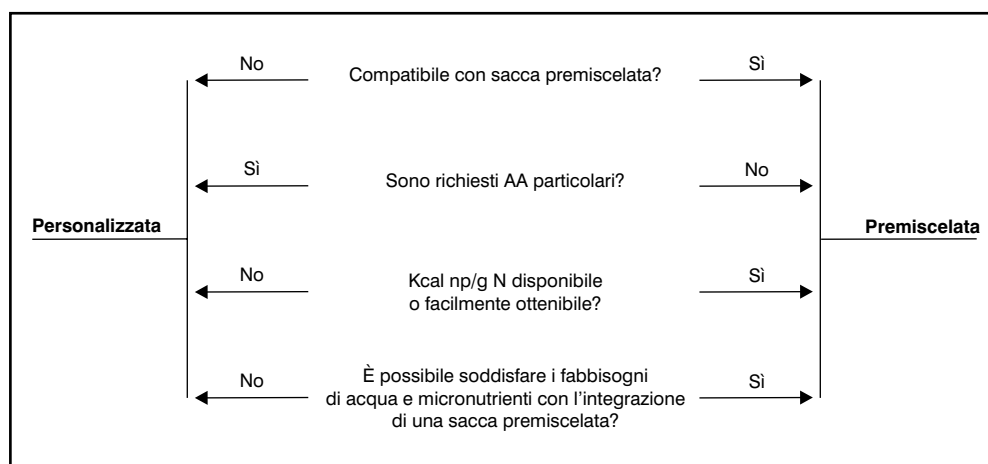 No
Compatibile con sacca premiscelata?
Sì
Sì
Sono richiesti AA particolari?
No
Personalizzata
Premiscelata
No
Kcal np/g N disponibile
o facilmente ottenibile?
Sì
No
È possibile soddisfare i fabbisogni
di acqua e micronutrienti con l’integrazione
di una sacca premiscelata?
Sì